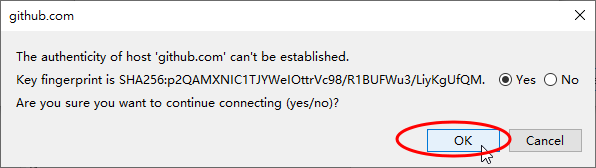 github.com
The authenticity of host 'github.com' can't be established.
Key fingerprint is SHA256:p2QAMXNIC1TJYWeIOttrVc98/R1BUFWu3/LiyKgUfQM. Yes No
Are you sure you want to continue connecting (yes/no)?
OK Cancel